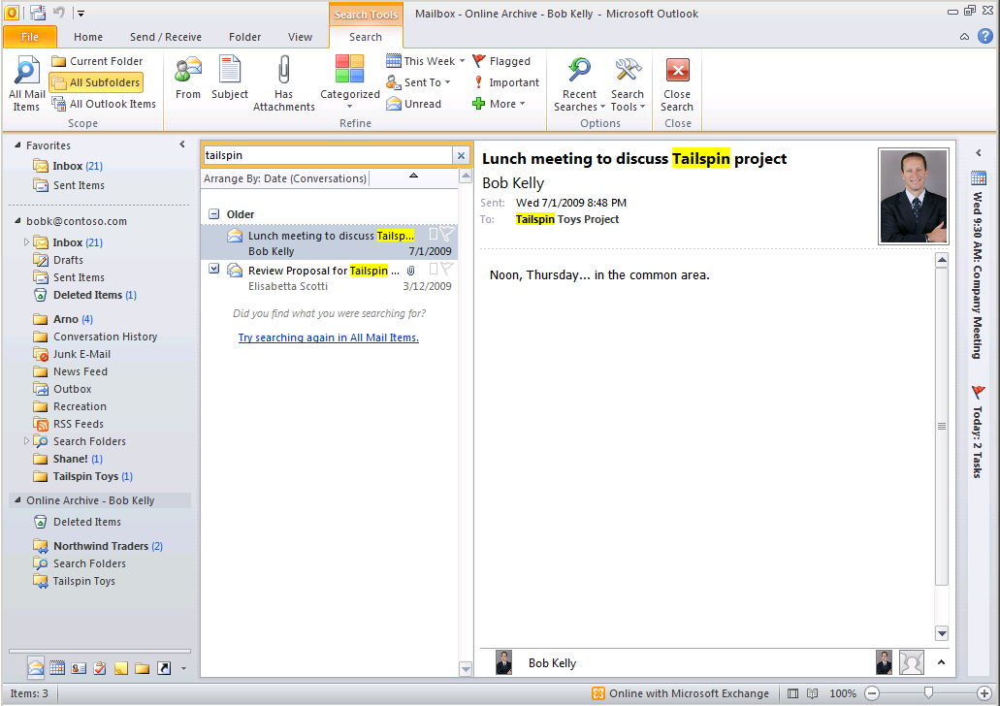 Search Tools
Mailbox - Online Archive - Bob Kelly - Microsoft Outlook
File
Home
Send / Receive
Folder
View
Search
All Mail Items
Current Folder
All Subfolders
All Outlook Items
Scope
From
Subject
Has Attachments
Categorized
This Week
Sent To
Unread
Flagged
Important
More
Refine
Recent Searches
Search Tools
Options
Close Search
Close
Favorites
Inbox (21)
Sent Items
bobk@contoso.com
Inbox (21)
Drafts
Sent Items
Deleted Items (1)
Arno (4)
Conversation History
Junk E-Mail
News Feed
Outbox
Recreation
RSS Feeds
Search Folders
Shane! (1)
Tailspin Toys (1)
Online Archive - Bob Kelly
Deleted Items
Northwind Traders (2)
Search Folders
Tailspin Toys
tailspin
Arrange By: Date (Conversations)
Older
Lunch meeting to discuss Tailsp...
Bob Kelly 7/1/2009
Review Proposal for Tailspin ...
Elisabetta Scotti 3/12/2009
Did you find what you were searching for?
Try searching again in All Mail Items.
Lunch meeting to discuss Tailspin project
Bob Kelly
Sent: Wed 7/1/2009 8:48 PM
To: Tailspin Toys Project
Noon, Thursday... in the common area.
Bob Kelly
Wed 9:30 AM: Company Meeting
Today: 2 Tasks
Items: 3
Online with Microsoft Exchange
100%